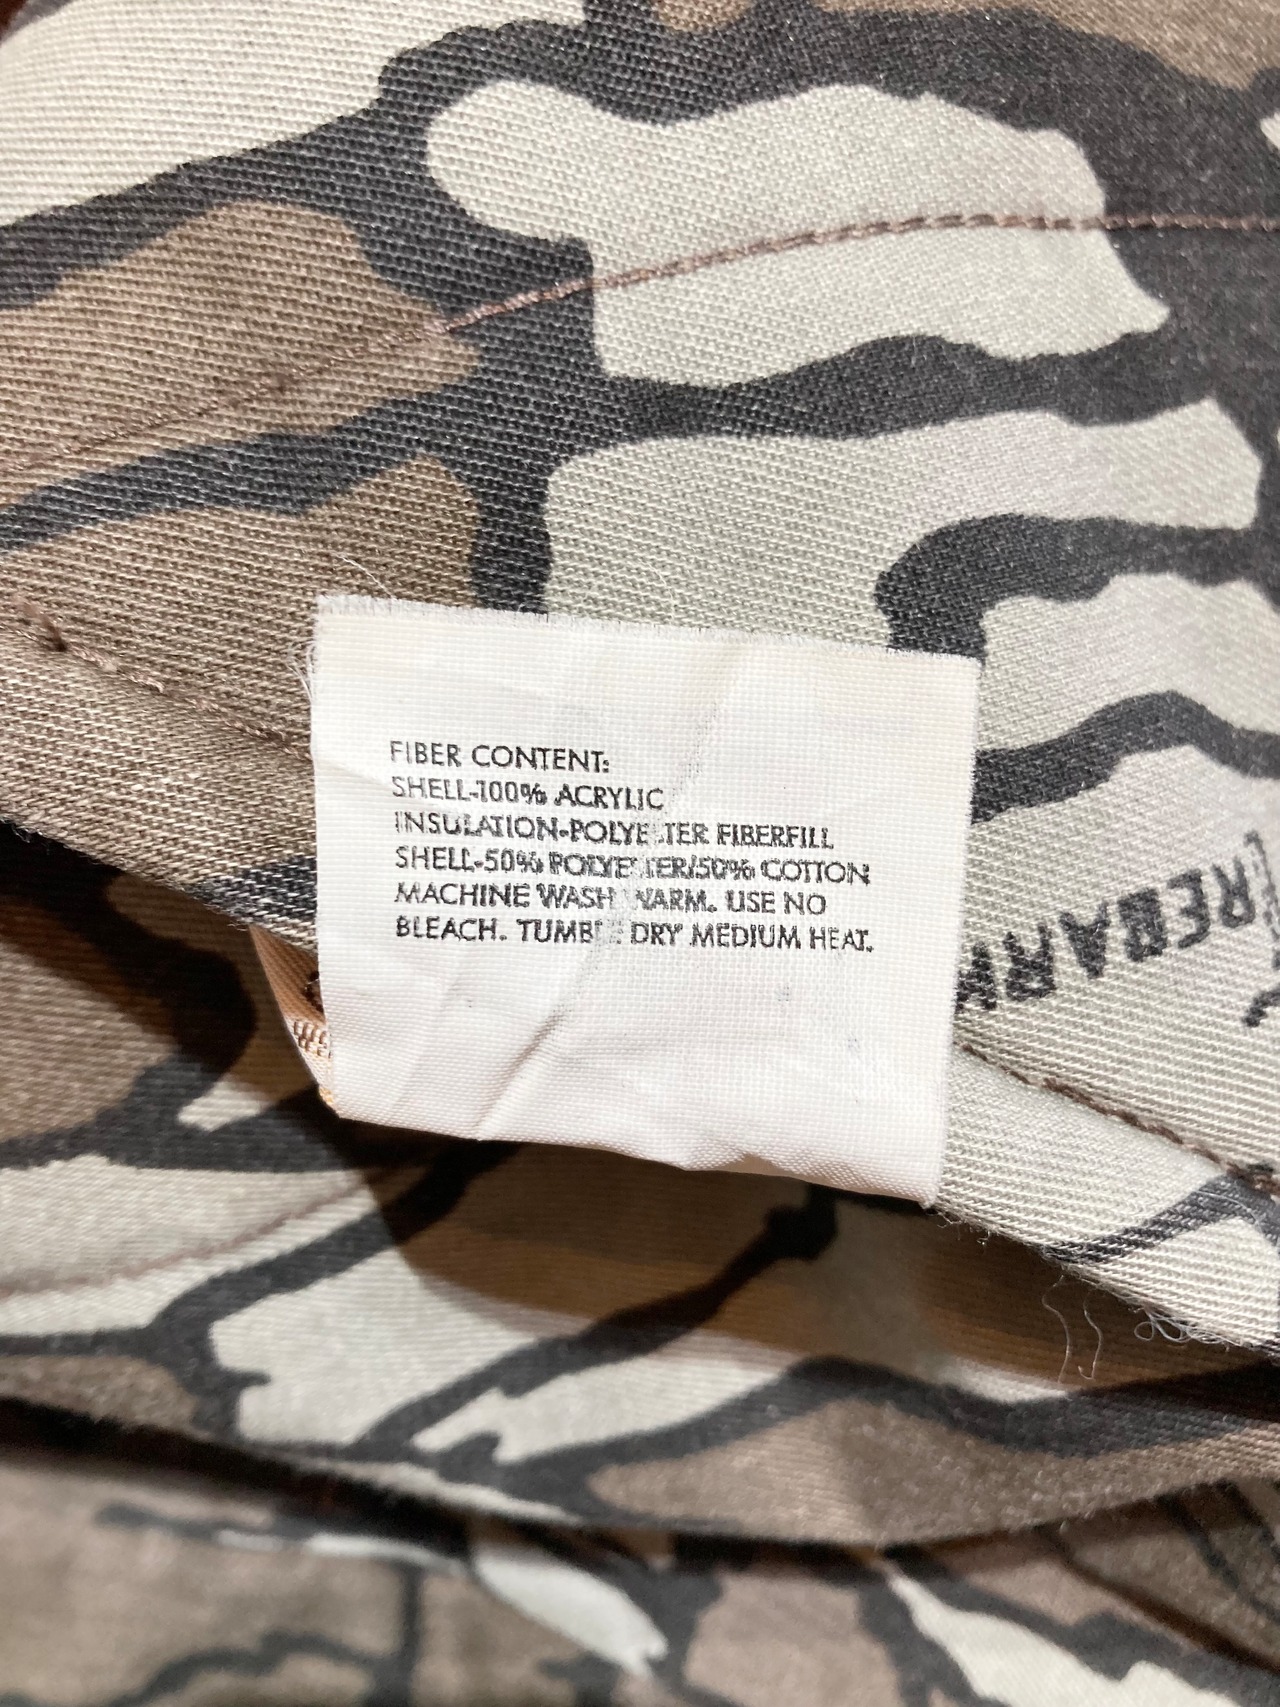 FIBER CONTENT:
SHELL-100% ACRYLIC
INSULATION-POLYESTER FIBERFILL
SHELL-50% POLYESTER/50% COTTON
MACHINE WASH WARM. USE NO
BLEACH. TUMBLE DRY MEDIUM HEAT.
REBARK